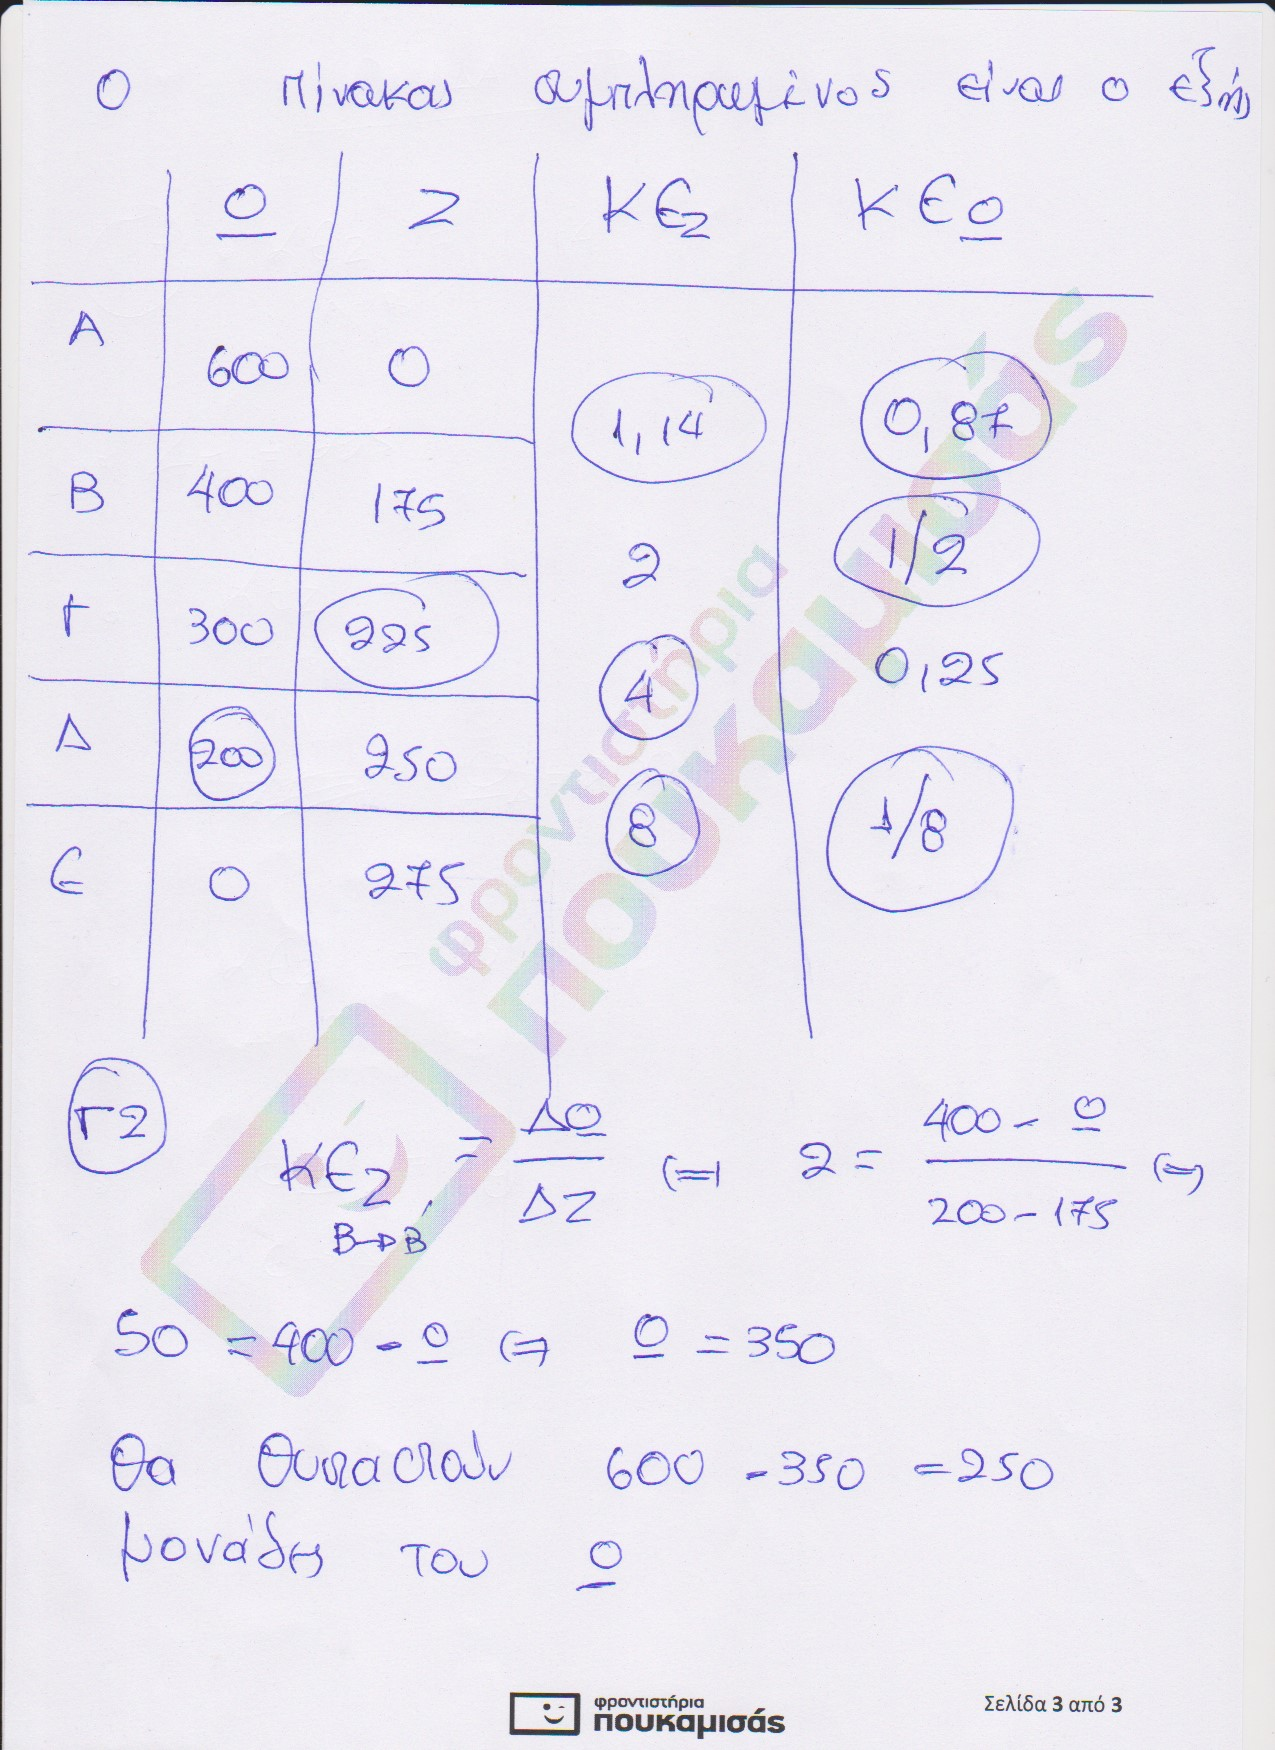 Ο πίνακας συμπληρωμένος είναι ο εξής
Ο Ζ ΚΕΖ ΚΕΟ
Α 600 0
1,14 0,87
Β 400 175
2 1/2
Γ 300 225
4 0,25
Δ 200 250
8 1/8
Ε 0 275
φροντιστήρια
πουκαμισάς
Γ2 ΚΕΖ Β→Β' = ΔΟ/ΔΖ (=) 2 = (400 - Ο)/(200 - 175) (=)
50 = 400 - Ο (=) Ο = 350
Θα θυσιαστούν 600 - 350 = 250
μονάδες του Ο
φροντιστήρια
πουκαμισάς
Σελίδα 3 από 3